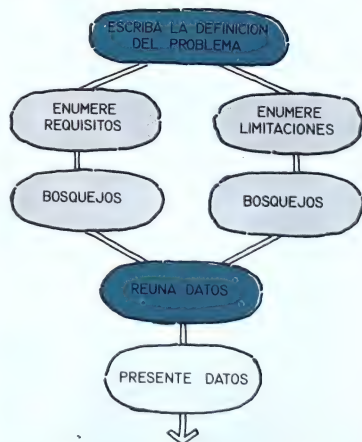 ESCRIBA LA DEFINICION
DEL PROBLEMA
ENUMERE
REQUISITOS
ENUMERE
LIMITACIONES
BOSQUEJOS
BOSQUEJOS
REUNA DATOS
PRESENTE DATOS